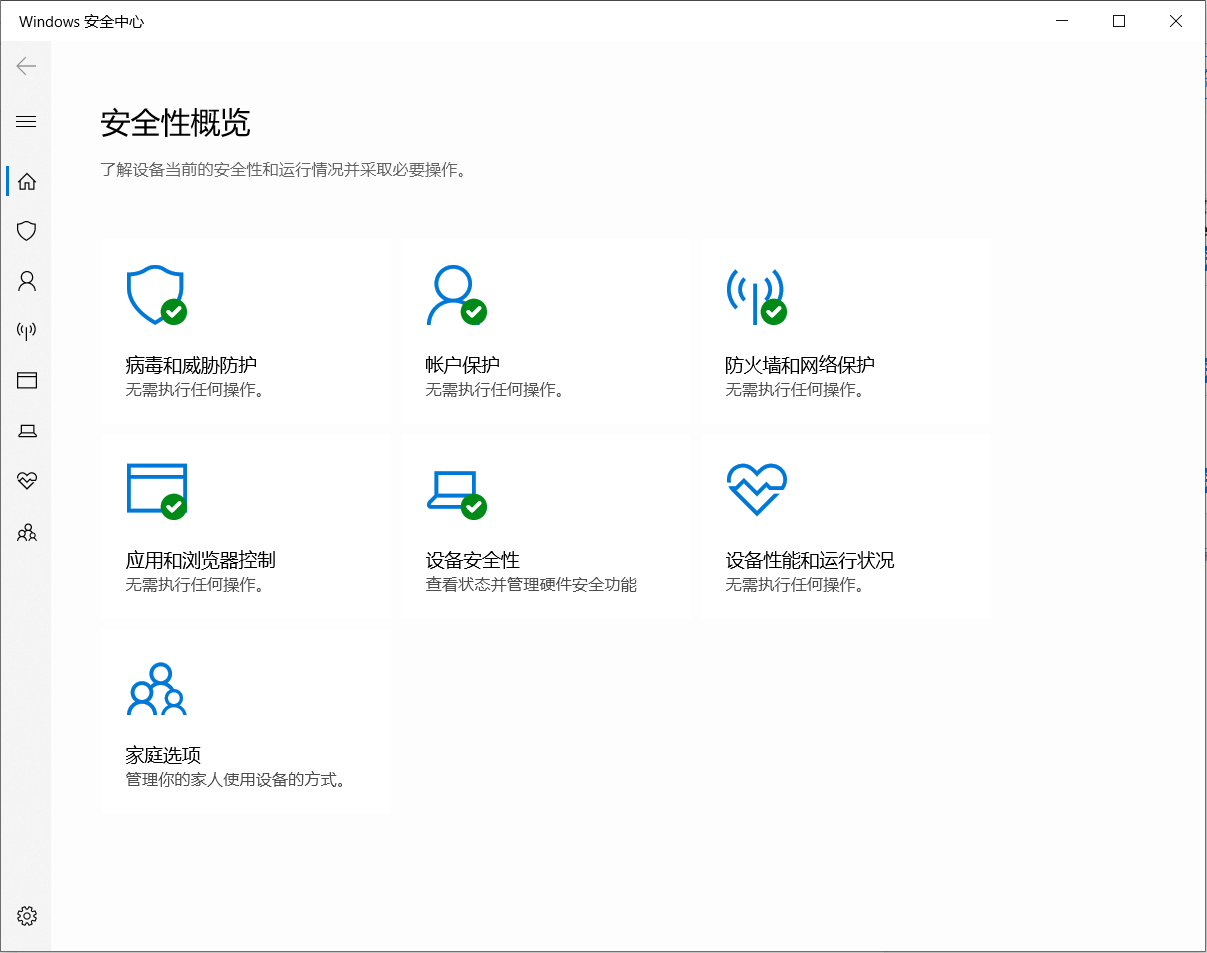 Windows 安全中心
安全性概览
了解设备当前的安全性和运行情况并采取必要操作。
病毒和威胁防护
无需执行任何操作。
帐户保护
无需执行任何操作。
防火墙和网络保护
无需执行任何操作。
应用和浏览器控制
无需执行任何操作。
设备安全性
查看状态并管理硬件安全功能
设备性能和运行状况
无需执行任何操作。
家庭选项
管理你的家人使用设备的方式。